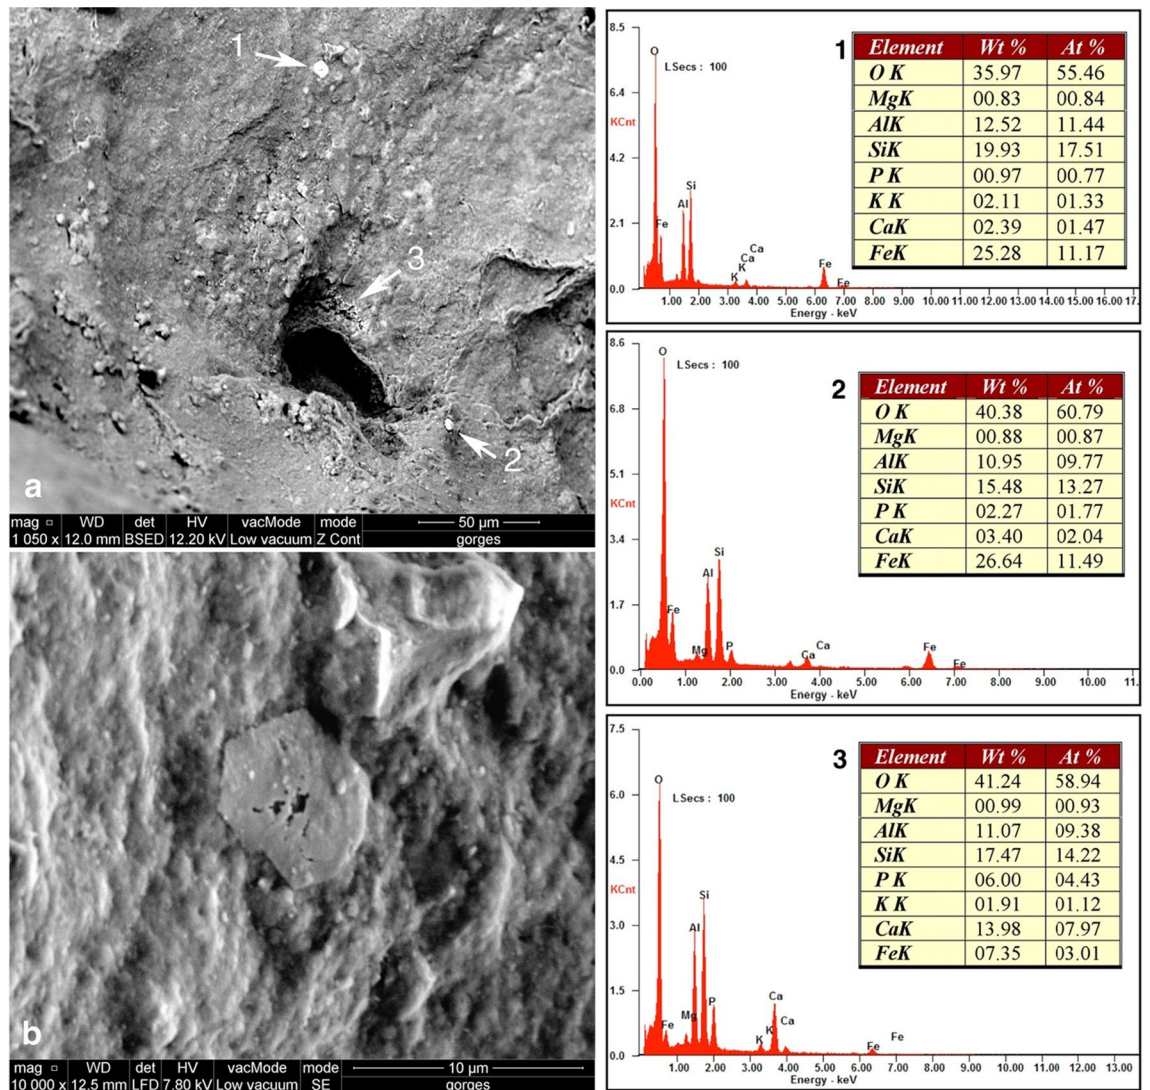 1
3
2
a
mag □ WD det HV vacMode mode 50 µm
1 050 x 12.0 mm BSED 12.20 kV Low vacuum Z Cont gorges
b
mag □ WD det HV vacMode mode 10 µm
10 000 x 12.5 mm LFD 7.80 kV Low vacuum SE gorges
8.5
6.4
KCnt
4.2
2.1
0.0
O
LSecs : 100
Fe
Al
Si
K
K
Ca
Ca
Fe
Fe
1.00 2.00 3.00 4.00 5.00 6.00 7.00 8.00 9.00 10.00 11.00 12.00 13.00 14.00 15.00 16.00 17.
Energy - keV
1
Element Wt % At %
O K 35.97 55.46
MgK 00.83 00.84
AlK 12.52 11.44
SiK 19.93 17.51
P K 00.97 00.77
K K 02.11 01.33
CaK 02.39 01.47
FeK 25.28 11.17
8.6
6.8
5.1
KCnt
3.4
1.7
0.0
O
LSecs : 100
Fe
Mg
Al
Si
P
Ca
Ca
Fe
Fe
0.00 1.00 2.00 3.00 4.00 5.00 6.00 7.00 8.00 9.00 10.00 11.
Energy - keV
2
Element Wt % At %
O K 40.38 60.79
MgK 00.88 00.87
AlK 10.95 09.77
SiK 15.48 13.27
P K 02.27 01.77
CaK 03.40 02.04
FeK 26.64 11.49
7.5
6.0
4.5
KCnt
3.0
1.5
0.0
O
LSecs : 100
Fe
Mg
Al
Si
P
K
K
Ca
Ca
Fe
Fe
1.00 2.00 3.00 4.00 5.00 6.00 7.00 8.00 9.00 10.00 11.00 12.00 13.00
Energy - keV
3
Element Wt % At %
O K 41.24 58.94
MgK 00.99 00.93
AlK 11.07 09.38
SiK 17.47 14.22
P K 06.00 04.43
K K 01.91 01.12
CaK 13.98 07.97
FeK 07.35 03.01